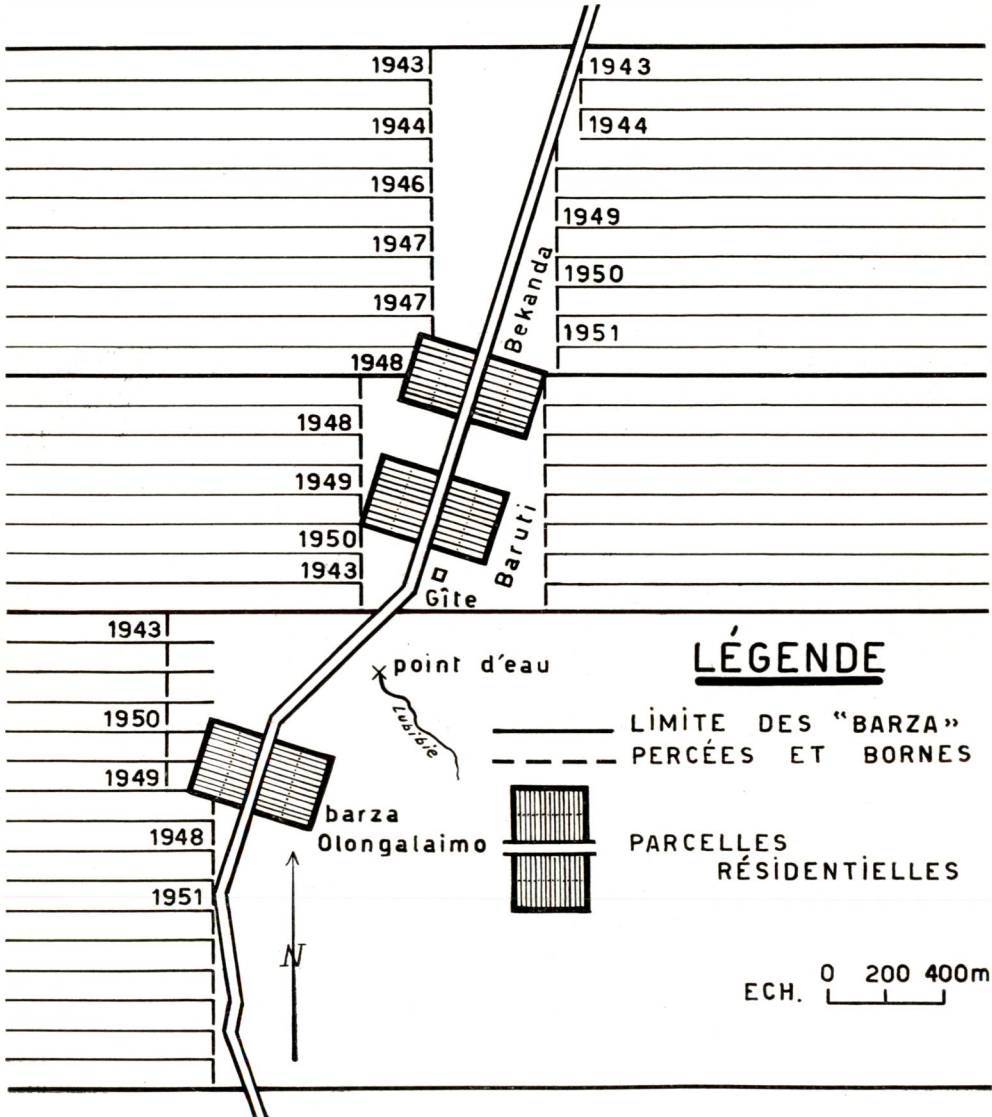 1943
1943
1944
1944
1946
1949
1947
1950
1947
1951
Bekanda
1948
1948
1949
1950
Baruti
1943
Gîte
1943
point d'eau
Lubibie
1950
1949
1948
1951
barza
Olongalaimo
N
LÉGENDE
LIMITE DES “BARZA”
PERCÉES ET BORNES
PARCELLES
RÉSIDENTIELLES
ECH. 0 200 400m